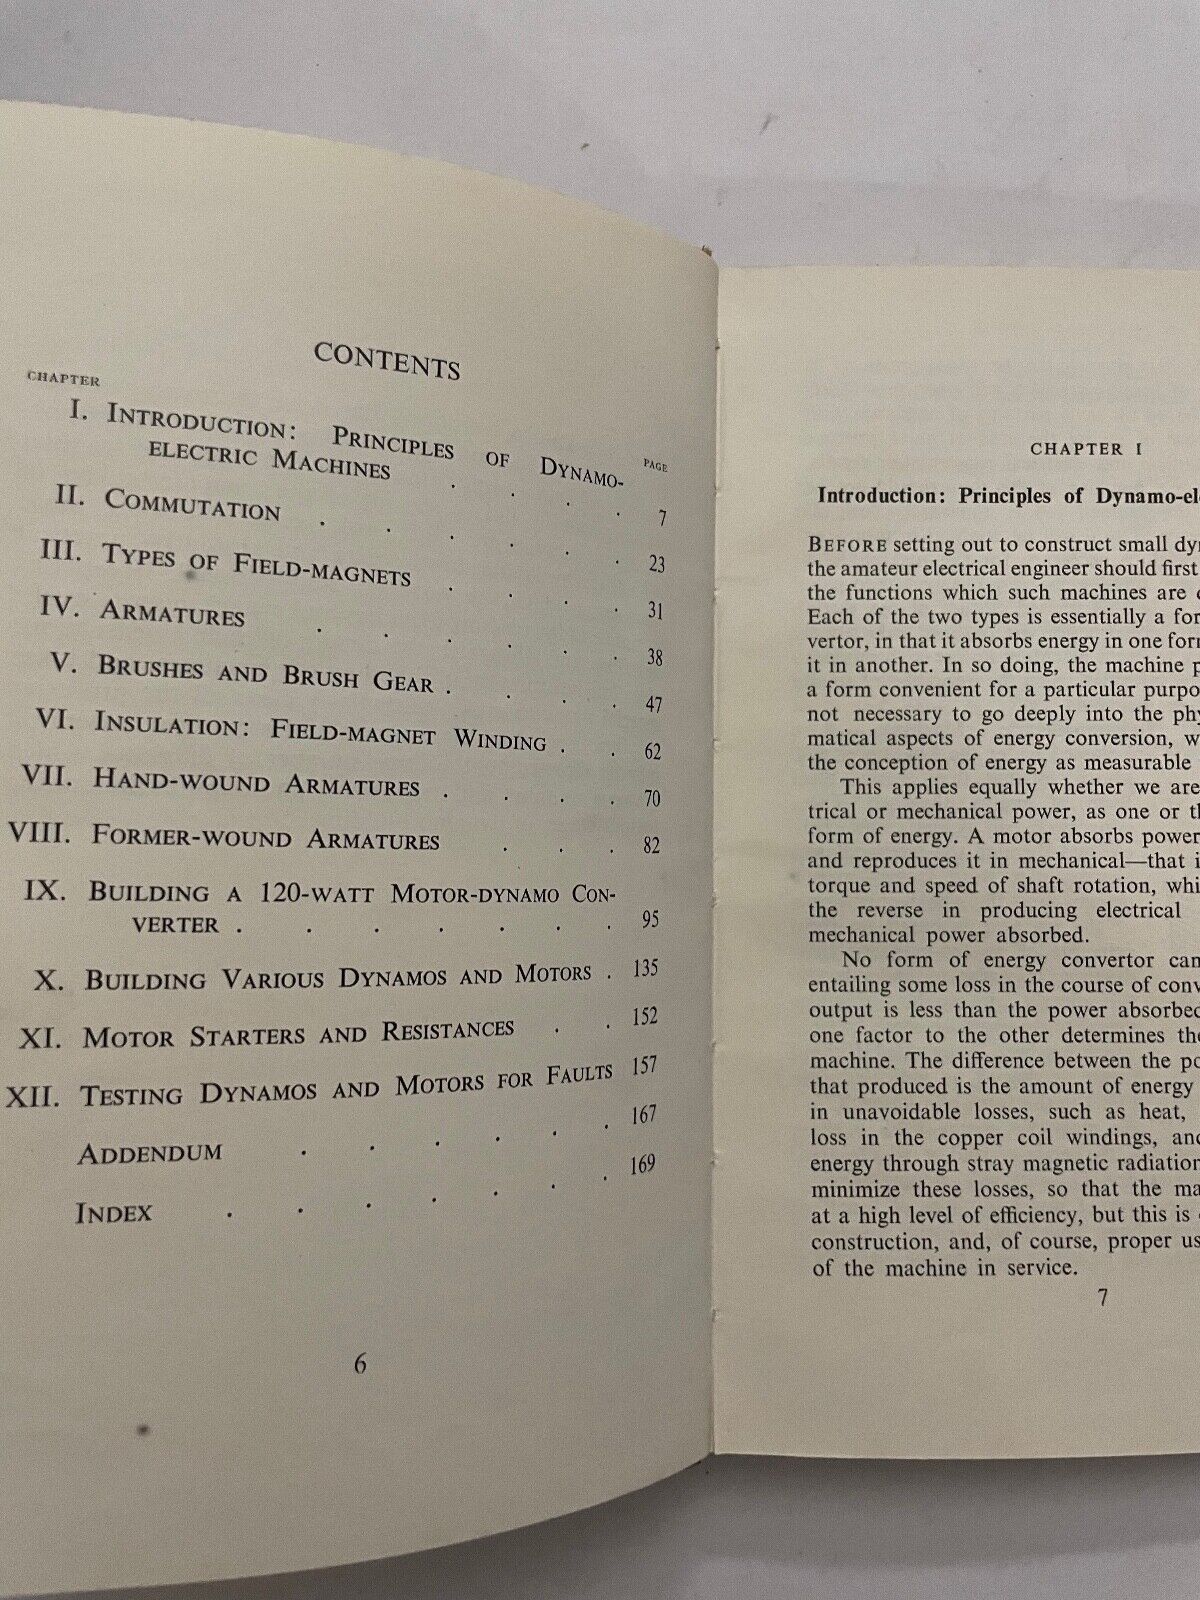 CONTENTS
CHAPTER
PAGE
I. INTRODUCTION: PRINCIPLES OF DYNAMO-
ELECTRIC MACHINES . . . . 7
II. COMMUTATION . . . . . . 23
III. TYPES OF FIELD-MAGNETS . . . . 31
IV. ARMATURES . . . . . . 38
V. BRUSHES AND BRUSH GEAR . . . . 47
VI. INSULATION: FIELD-MAGNET WINDING . . 62
VII. HAND-WOUND ARMATURES . . . . 70
VIII. FORMER-WOUND ARMATURES . . . 82
IX. BUILDING A 120-WATT MOTOR-DYNAMO CON-
VERTER . . . . . . . 95
X. BUILDING VARIOUS DYNAMOS AND MOTORS . 135
XI. MOTOR STARTERS AND RESISTANCES . . 152
XII. TESTING DYNAMOS AND MOTORS FOR FAULTS 157
ADDENDUM . . . . . . 167
INDEX . . . . . . 169
6
CHAPTER I
Introduction: Principles of Dynamo-el
BEFORE setting out to construct small dy
the amateur electrical engineer should first
the functions which such machines are
Each of the two types is essentially a for
vertor, in that it absorbs energy in one for
it in another. In so doing, the machine p
a form convenient for a particular purpo
not necessary to go deeply into the phy
matical aspects of energy conversion, w
the conception of energy as measurable
This applies equally whether we are
trical or mechanical power, as one or th
form of energy. A motor absorbs power
and reproduces it in mechanical—that i
torque and speed of shaft rotation, whi
the reverse in producing electrical
mechanical power absorbed.
No form of energy convertor can
entailing some loss in the course of conv
output is less than the power absorbed
one factor to the other determines the
machine. The difference between the po
that produced is the amount of energy
in unavoidable losses, such as heat,
loss in the copper coil windings, and
energy through stray magnetic radiation
minimize these losses, so that the ma
at a high level of efficiency, but this is
construction, and, of course, proper us
of the machine in service.
7